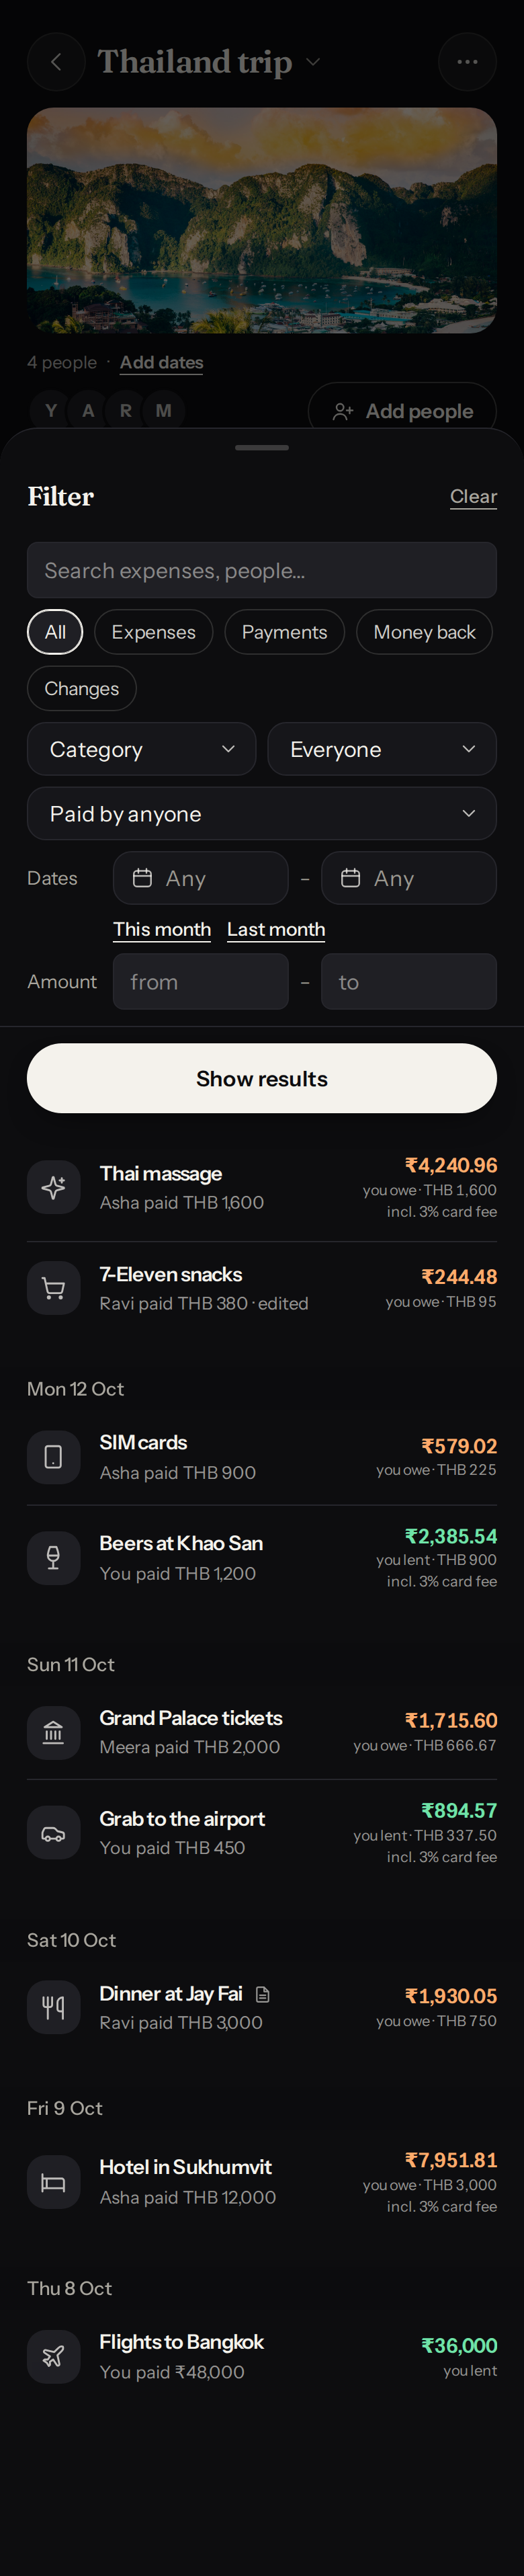 Thailand trip
4 people · Add dates
Y A R M
Add people
Filter
Clear
Search expenses, people...
All Expenses Payments Money back
Changes
Category Everyone
Paid by anyone
Dates Any – Any
This month Last month
Amount from – to
Show results
Thai massage
Asha paid THB 1,600
₹4,240.96
you owe · THB 1,600
incl. 3% card fee
7-Eleven snacks
Ravi paid THB 380 · edited
₹244.48
you owe · THB 95
Mon 12 Oct
SIM cards
Asha paid THB 900
₹579.02
you owe · THB 225
Beers at Khao San
You paid THB 1,200
₹2,385.54
you lent · THB 900
incl. 3% card fee
Sun 11 Oct
Grand Palace tickets
Meera paid THB 2,000
₹1,715.60
you owe · THB 666.67
Grab to the airport
You paid THB 450
₹894.57
you lent · THB 337.50
incl. 3% card fee
Sat 10 Oct
Dinner at Jay Fai
Ravi paid THB 3,000
₹1,930.05
you owe · THB 750
Fri 9 Oct
Hotel in Sukhumvit
Asha paid THB 12,000
₹7,951.81
you owe · THB 3,000
incl. 3% card fee
Thu 8 Oct
Flights to Bangkok
You paid ₹48,000
₹36,000
you lent